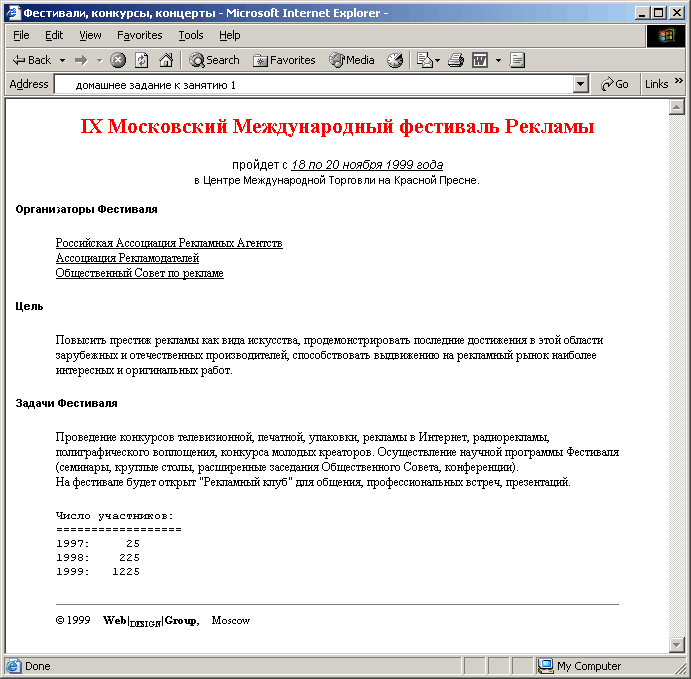 Фестивали, конкурсы, концерты - Microsoft Internet Explorer -
File Edit View Favorites Tools Help
Back Search Favorites Media
Address домашнее задание к занятию 1 Go Links »
IX Московский Международный фестиваль Рекламы
пройдет с 18 по 20 ноября 1999 года
в Центре Международной Торговли на Красной Пресне.
Организаторы Фестиваля
Российская Ассоциация Рекламных Агентств
Ассоциация Рекламодателей
Общественный Совет по рекламе
Цель
Повысить престиж рекламы как вида искусства, продемонстрировать последние достижения в этой области
зарубежных и отечественных производителей, способствовать выдвижению на рекламный рынок наиболее
интересных и оригинальных работ.
Задачи Фестиваля
Проведение конкурсов телевизионной, печатной, упаковки, рекламы в Интернет, радиорекламы,
полиграфического воплощения, конкурса молодых креаторов. Осуществление научной программы Фестиваля
(семинары, круглые столы, расширенные заседания Общественного Совета, конференции).
На фестивале будет открыт "Рекламный клуб" для общения, профессиональных встреч, презентаций.
Число участников:
==================
1997: 25
1998: 225
1999: 1225
© 1999 Web|DESIGN|Group, Moscow
Done My Computer